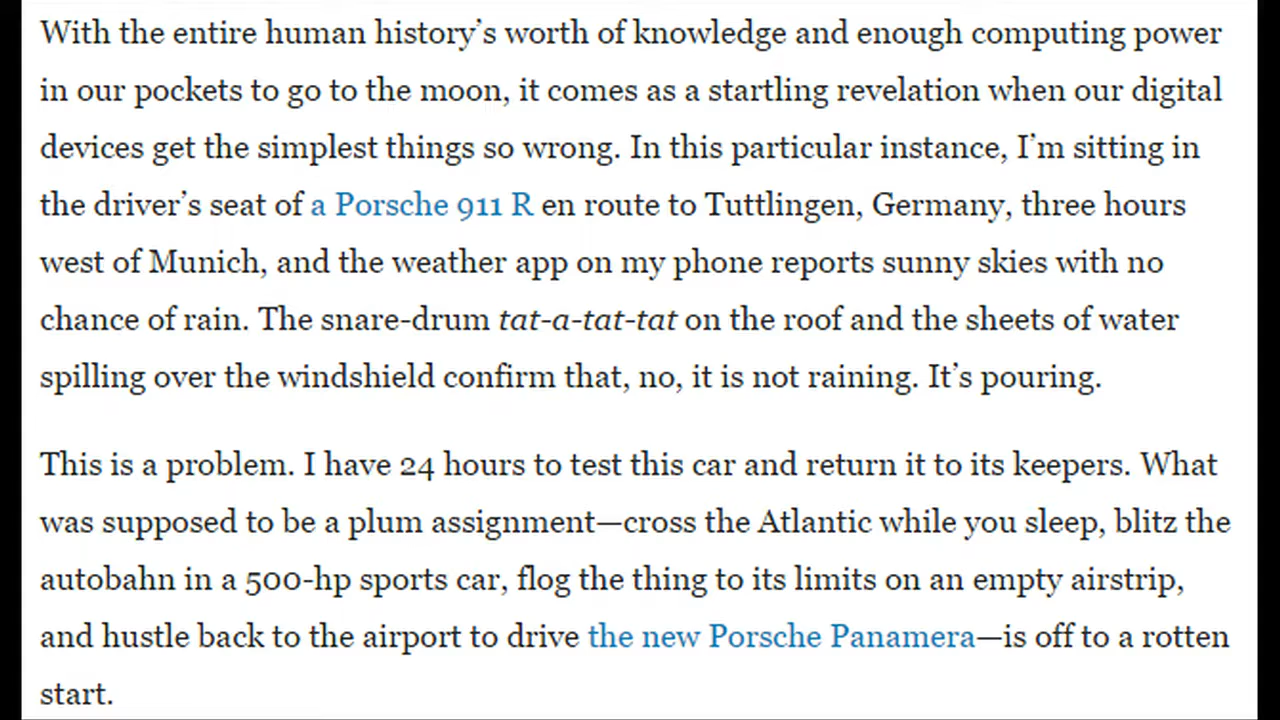 With the entire human history’s worth of knowledge and enough computing power
in our pockets to go to the moon, it comes as a startling revelation when our digital
devices get the simplest things so wrong. In this particular instance, I’m sitting in
the driver’s seat of a Porsche 911 R en route to Tuttlingen, Germany, three hours
west of Munich, and the weather app on my phone reports sunny skies with no
chance of rain. The snare-drum tat-a-tat-tat on the roof and the sheets of water
spilling over the windshield confirm that, no, it is not raining. It’s pouring.
This is a problem. I have 24 hours to test this car and return it to its keepers. What
was supposed to be a plum assignment—cross the Atlantic while you sleep, blitz the
autobahn in a 500-hp sports car, flog the thing to its limits on an empty airstrip,
and hustle back to the airport to drive the new Porsche Panamera—is off to a rotten
start.